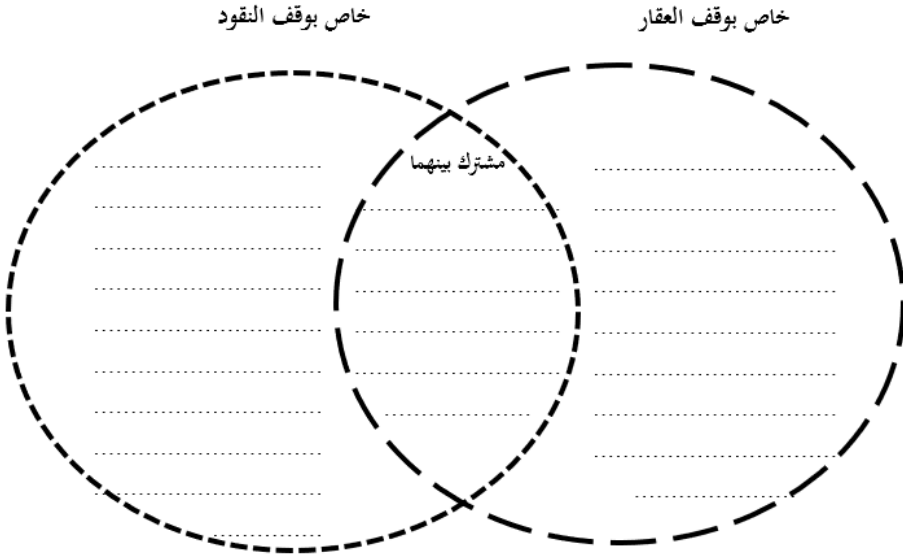 خاص بوقف العقار
خاص بوقف النقود
مشترك بينهما